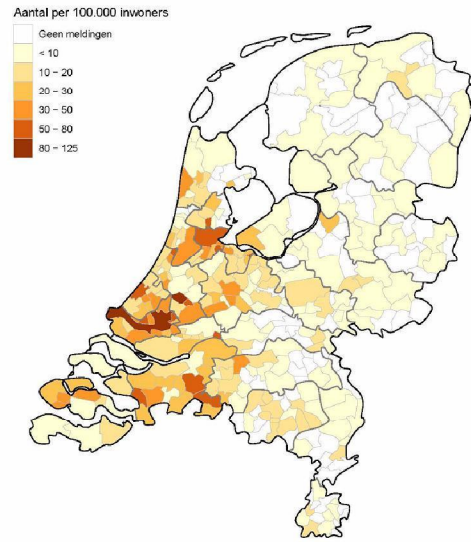 Aantal per 100.000 inwoners
Geen meldingen
< 10
10 – 20
20 – 30
30 – 50
50 – 80
80 – 125